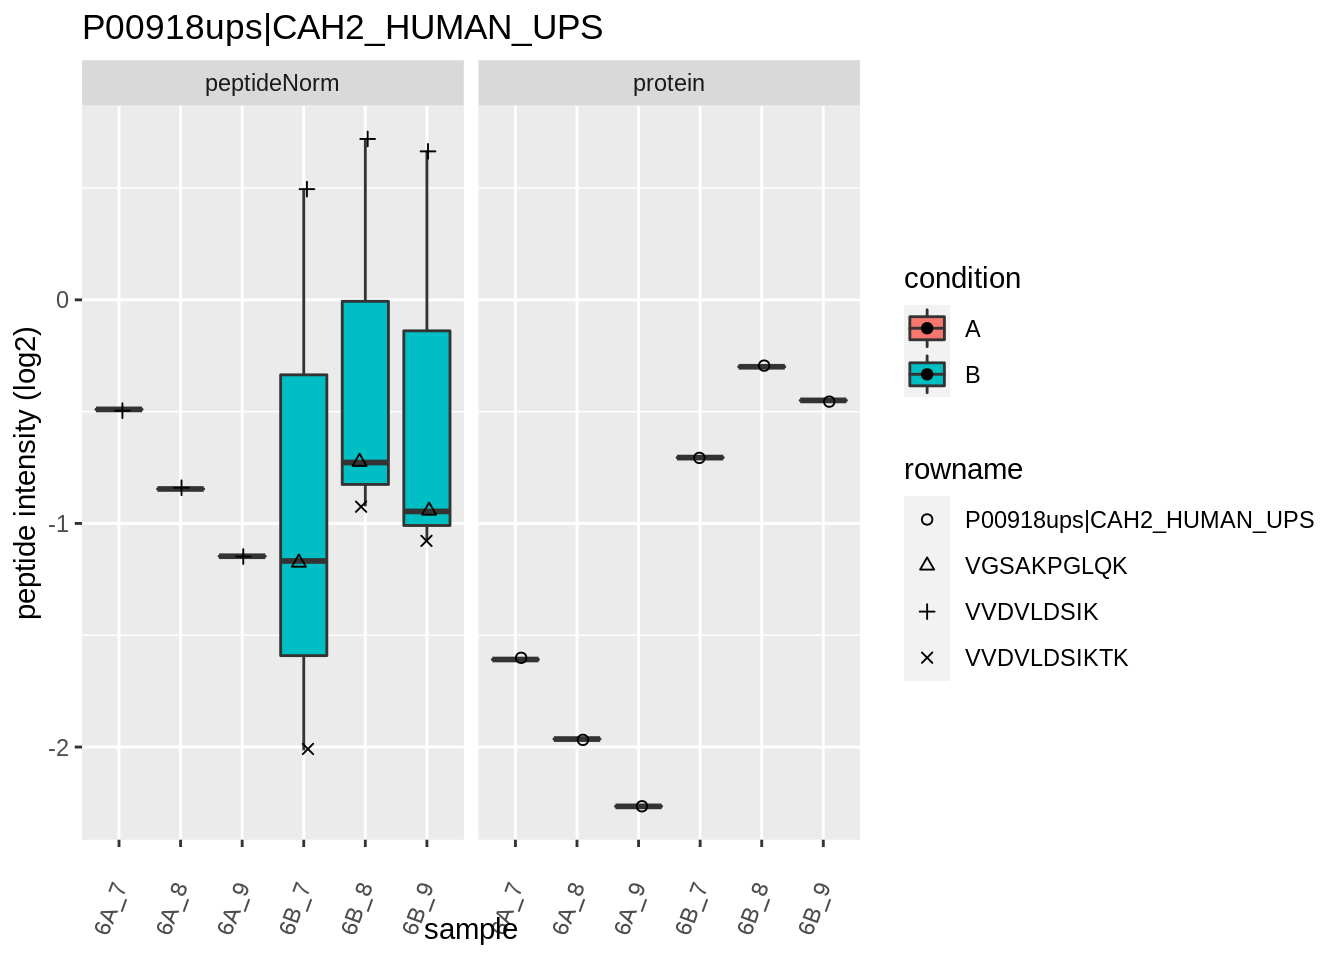 P00918ups|CAH2_HUMAN_UPS
peptideNorm
protein
peptide intensity (log2)
0
-1
-2
6A_7
6A_8
6A_9
6B_7
6B_8
6B_9
6A_7
6A_8
6A_9
6B_7
6B_8
6B_9
sample
condition
A
B
rowname
P00918ups|CAH2_HUMAN_UPS
VGSAKPGLQK
VVDVLDSIK
VVDVLDSIKTK